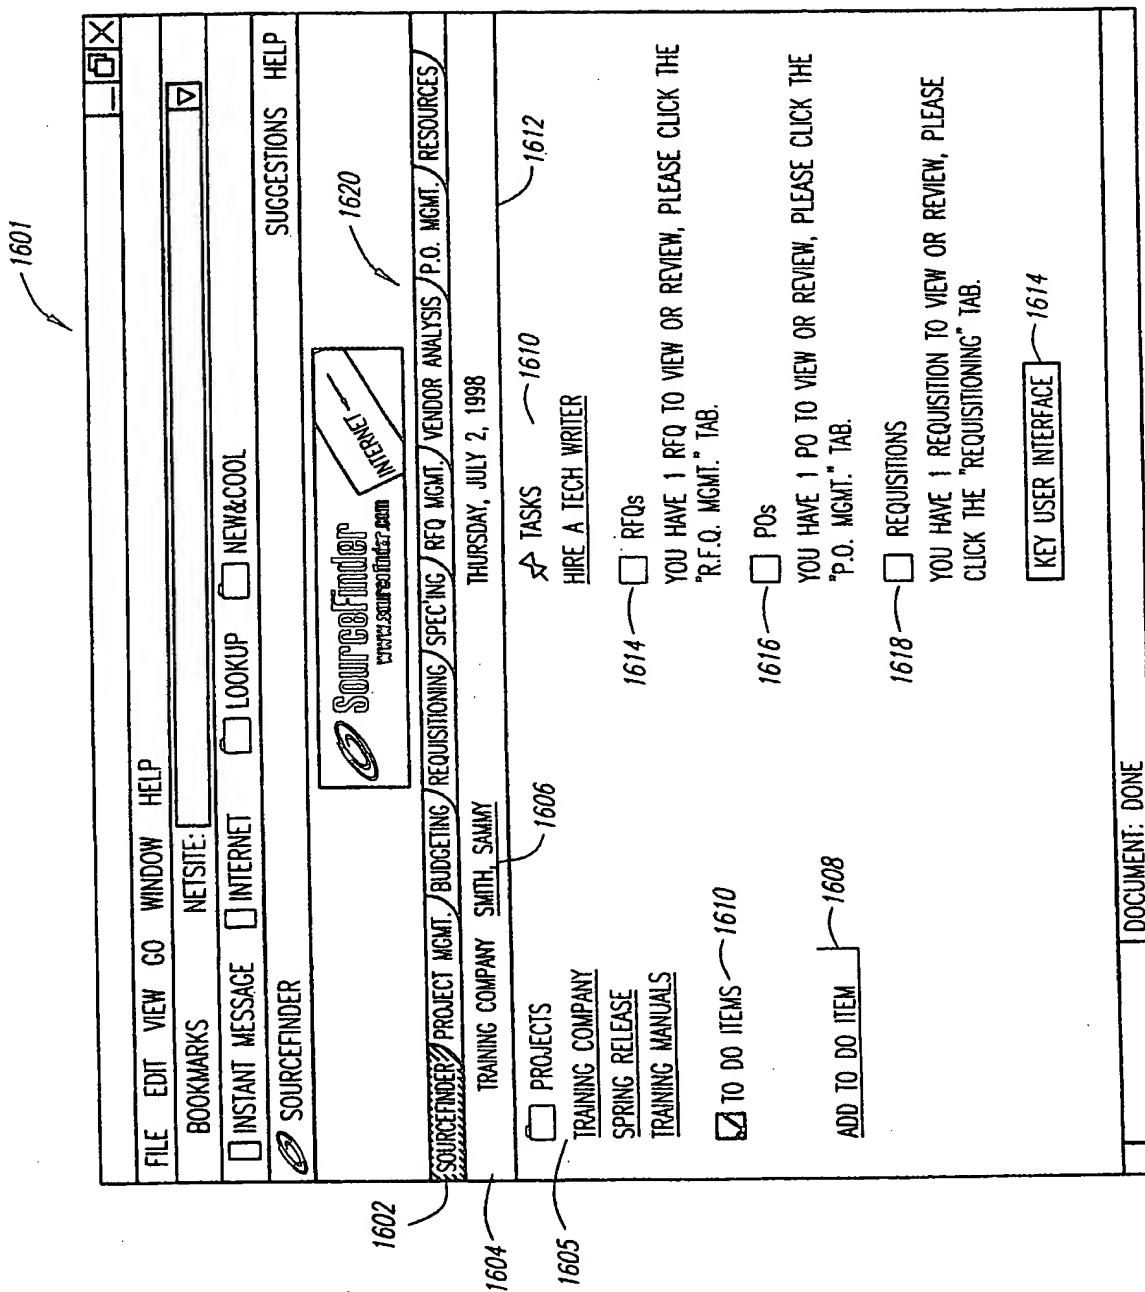 1601
FILE EDIT VIEW GO WINDOW HELP
BOOKMARKS NETSITE:
INSTANT MESSAGE INTERNET LOOKUP NEW&COOL
SOURCEFINDER SUGGESTIONS HELP
SourceFinder
www.sourcefinder.com
INTERNET
1620
1602
SOURCEFINDER PROJECT MGMT. BUDGETING REQUISITIONING SPEC'ING RFQ MGMT. VENDOR ANALYSIS P.O. MGMT. RESOURCES
1604
TRAINING COMPANY SMITH, SAMMY THURSDAY, JULY 2, 1998
1606
1612
PROJECTS
1605
TRAINING COMPANY
SPRING RELEASE
TRAINING MANUALS
TO DO ITEMS 1610
1608
ADD TO DO ITEM
TASKS 1610
HIRE A TECH WRITER
1614 RFQs
YOU HAVE 1 RFQ TO VIEW OR REVIEW, PLEASE CLICK THE
"R.F.Q. MGMT." TAB.
1616 POs
YOU HAVE 1 PO TO VIEW OR REVIEW, PLEASE CLICK THE
"P.O. MGMT." TAB.
1618 REQUISITIONS
YOU HAVE 1 REQUISITION TO VIEW OR REVIEW, PLEASE
CLICK THE "REQUISITIONING" TAB.
KEY USER INTERFACE 1614
DOCUMENT: DONE